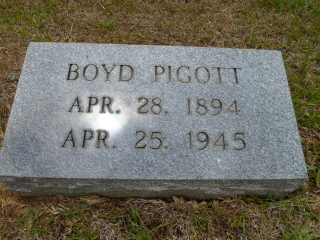 BOYD PIGOTT
APR. 28. 1894
APR. 25. 1945